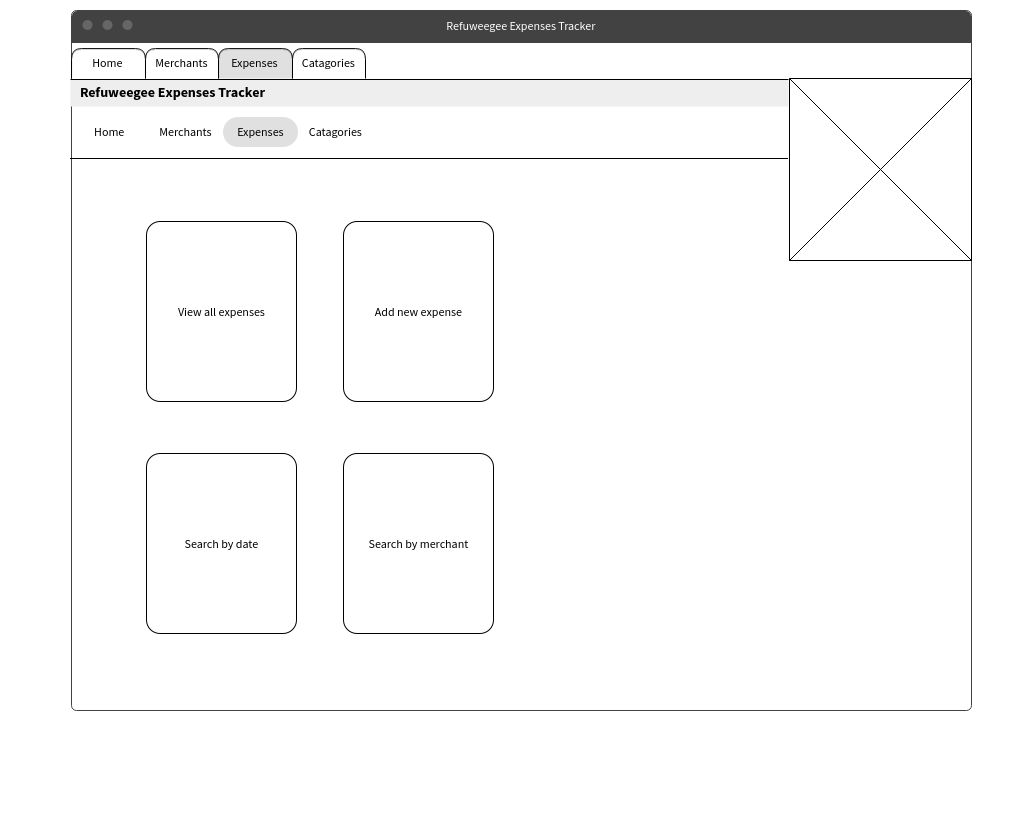 Refuweegee Expenses Tracker
Home Merchants Expenses Catagories
Refuweegee Expenses Tracker
Home Merchants Expenses Catagories
View all expenses Add new expense
Search by date Search by merchant